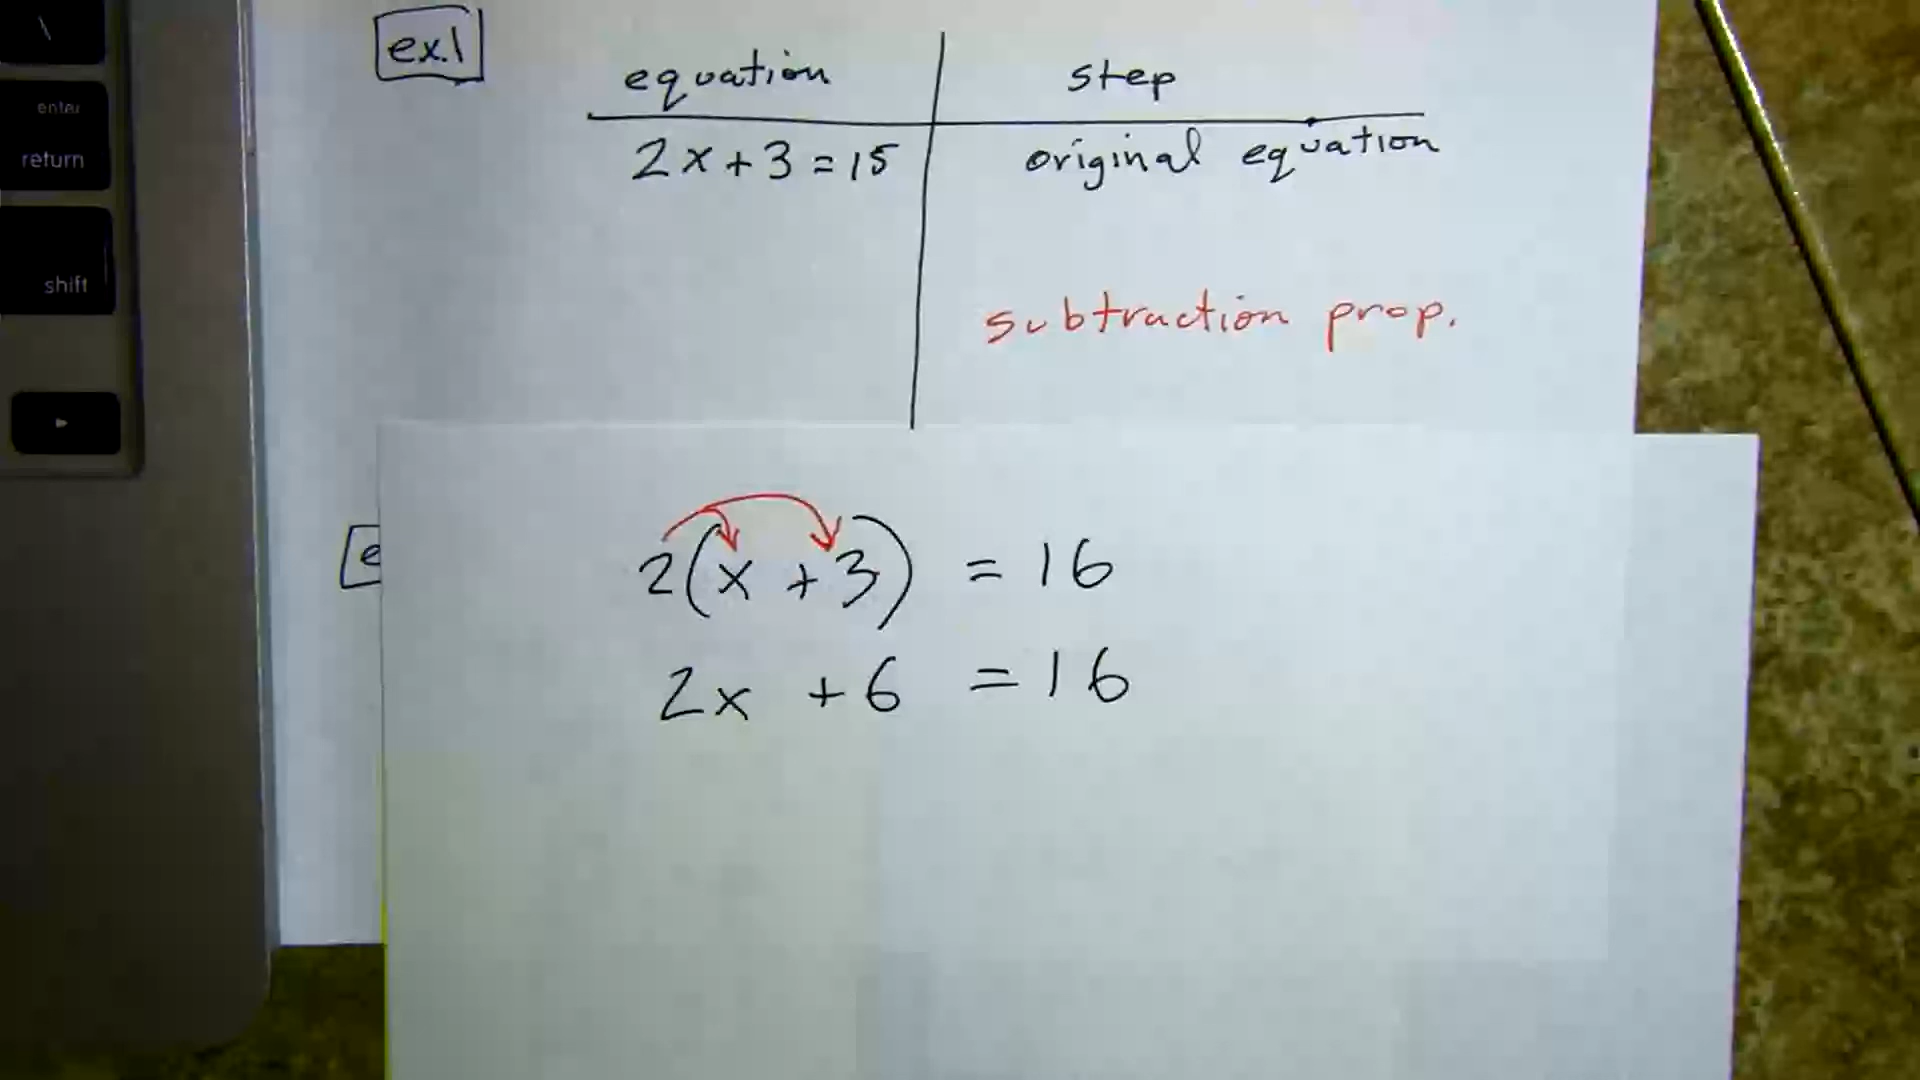 \
enter
return
shift
ex.1
equation step
2x+3=15 original equation
subtraction prop.
e
2(x+3) = 16
2x +6 = 16